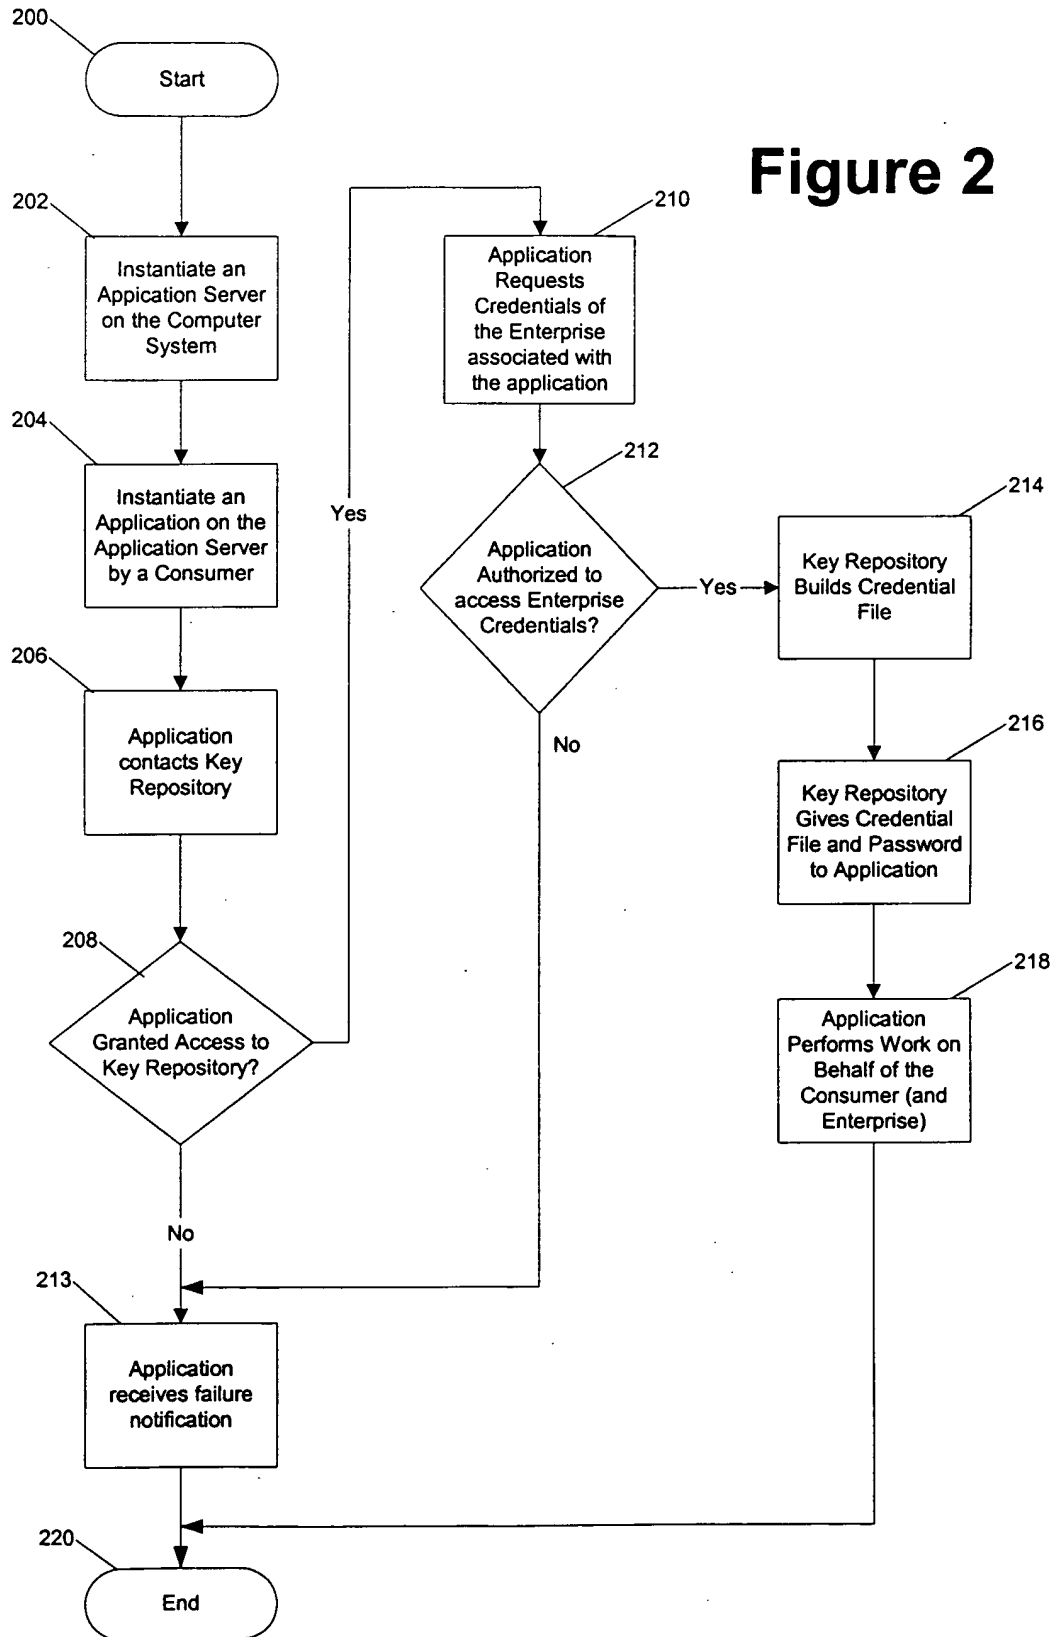 200
Start
Figure 2
202
Instantiate an
Appication Server
on the Computer
System
204
Instantiate an
Application on the
Application Server
by a Consumer
206
Application
contacts Key
Repository
208
Application
Granted Access to
Key Repository?
Yes
No
210
Application
Requests
Credentials of
the Enterprise
associated with
the application
212
Application
Authorized to
access Enterprise
Credentials?
Yes
No
213
Application
receives failure
notification
214
Key Repository
Builds Credential
File
216
Key Repository
Gives Credential
File and Password
to Application
218
Application
Performs Work on
Behalf of the
Consumer (and
Enterprise)
220
End